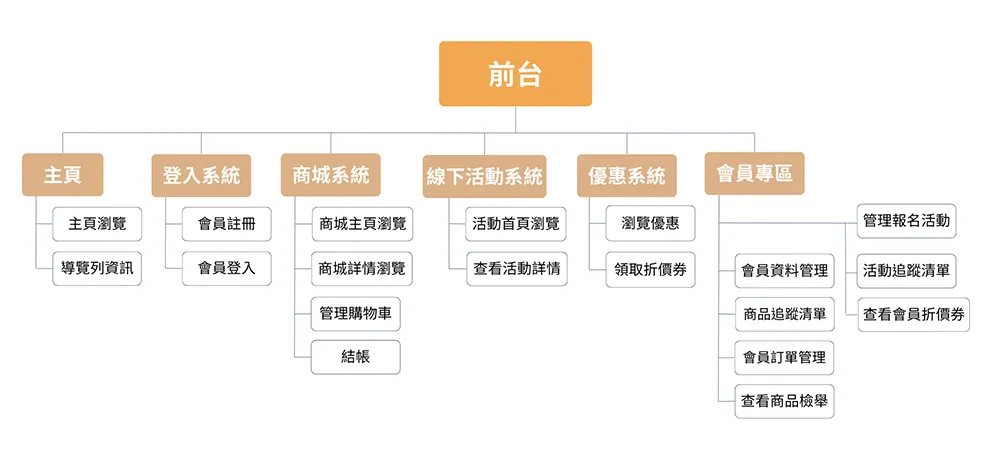 前台
主頁
登入系統
商城系統
線下活動系統
優惠系統
會員專區
主頁瀏覽
導覽列資訊
會員註冊
會員登入
商城主頁瀏覽
商城詳情瀏覽
管理購物車
結帳
活動首頁瀏覽
查看活動詳情
瀏覽優惠
領取折價券
會員資料管理
商品追蹤清單
會員訂單管理
查看商品檢舉
管理報名活動
活動追蹤清單
查看會員折價券